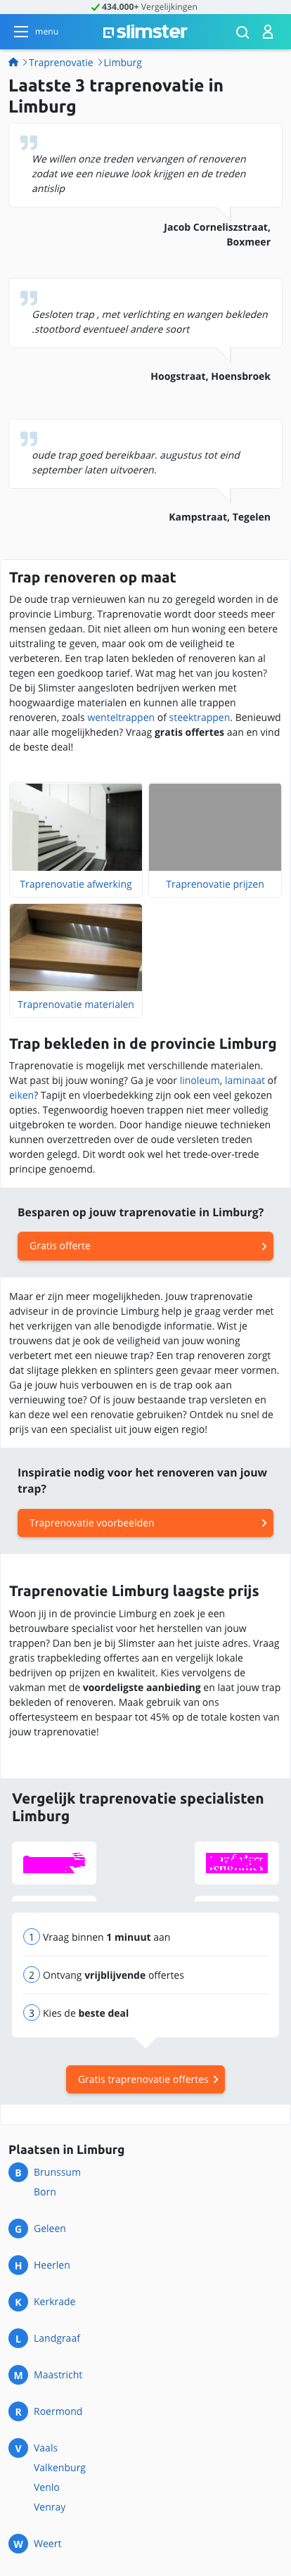 434.000+ Vergelijkingen
menu
slimster
Traprenovatie
Limburg
Laatste 3 traprenovatie in
Limburg
We willen onze treden vervangen of renoveren
zodat we een nieuwe look krijgen en de treden
antislip
Jacob Corneliszstraat,
Boxmeer
Gesloten trap , met verlichting en wangen bekleden
.stootbord eventueel andere soort
Hoogstraat, Hoensbroek
oude trap goed bereikbaar. augustus tot eind
september laten uitvoeren.
Kampstraat, Tegelen
Trap renoveren op maat
De oude trap vernieuwen kan nu zo geregeld worden in de
provincie Limburg. Traprenovatie wordt door steeds meer
mensen gedaan. Dit niet alleen om hun woning een betere
uitstraling te geven, maar ook om de veiligheid te
verbeteren. Een trap laten bekleden of renoveren kan al
tegen een goedkoop tarief. Wat mag het van jou kosten?
De bij Slimster aangesloten bedrijven werken met
hoogwaardige materialen en kunnen alle trappen
renoveren, zoals wenteltrappen of steektrappen. Benieuwd
naar alle mogelijkheden? Vraag gratis offertes aan en vind
de beste deal!
Traprenovatie afwerking
Traprenovatie prijzen
Traprenovatie materialen
Trap bekleden in de provincie Limburg
Traprenovatie is mogelijk met verschillende materialen.
Wat past bij jouw woning? Ga je voor linoleum, laminaat of
eiken? Tapijt en vloerbedekking zijn ook een veel gekozen
opties. Tegenwoordig hoeven trappen niet meer volledig
uitgebroken te worden. Door handige nieuwe technieken
kunnen overzettreden over de oude versleten treden
worden gelegd. Dit wordt ook wel het trede-over-trede
principe genoemd.
Besparen op jouw traprenovatie in Limburg?
Gratis offerte
Maar er zijn meer mogelijkheden. Jouw traprenovatie
adviseur in de provincie Limburg help je graag verder met
het verkrijgen van alle benodigde informatie. Wist je
trouwens dat je ook de veiligheid van jouw woning
verbetert met een nieuwe trap? Een trap renoveren zorgt
dat slijtage plekken en splinters geen gevaar meer vormen.
Ga je jouw huis verbouwen en is de trap ook aan
vernieuwing toe? Of is jouw bestaande trap versleten en
kan deze wel een renovatie gebruiken? Ontdek nu snel de
prijs van een specialist uit jouw eigen regio!
Inspiratie nodig voor het renoveren van jouw
trap?
Traprenovatie voorbeelden
Traprenovatie Limburg laagste prijs
Woon jij in de provincie Limburg en zoek je een
betrouwbare specialist voor het herstellen van jouw
trappen? Dan ben je bij Slimster aan het juiste adres. Vraag
gratis trapbekleding offertes aan en vergelijk lokale
bedrijven op prijzen en kwaliteit. Kies vervolgens de
vakman met de voordeligste aanbieding en laat jouw trap
bekleden of renoveren. Maak gebruik van ons
offertesysteem en bespaar tot 45% op de totale kosten van
jouw traprenovatie!
Vergelijk traprenovatie specialisten
Limburg
1 Vraag binnen 1 minuut aan
2 Ontvang vrijblijvende offertes
3 Kies de beste deal
Gratis traprenovatie offertes
Plaatsen in Limburg
B Brunssum
Born
G Geleen
H Heerlen
K Kerkrade
L Landgraaf
M Maastricht
R Roermond
V Vaals
Valkenburg
Venlo
Venray
W Weert